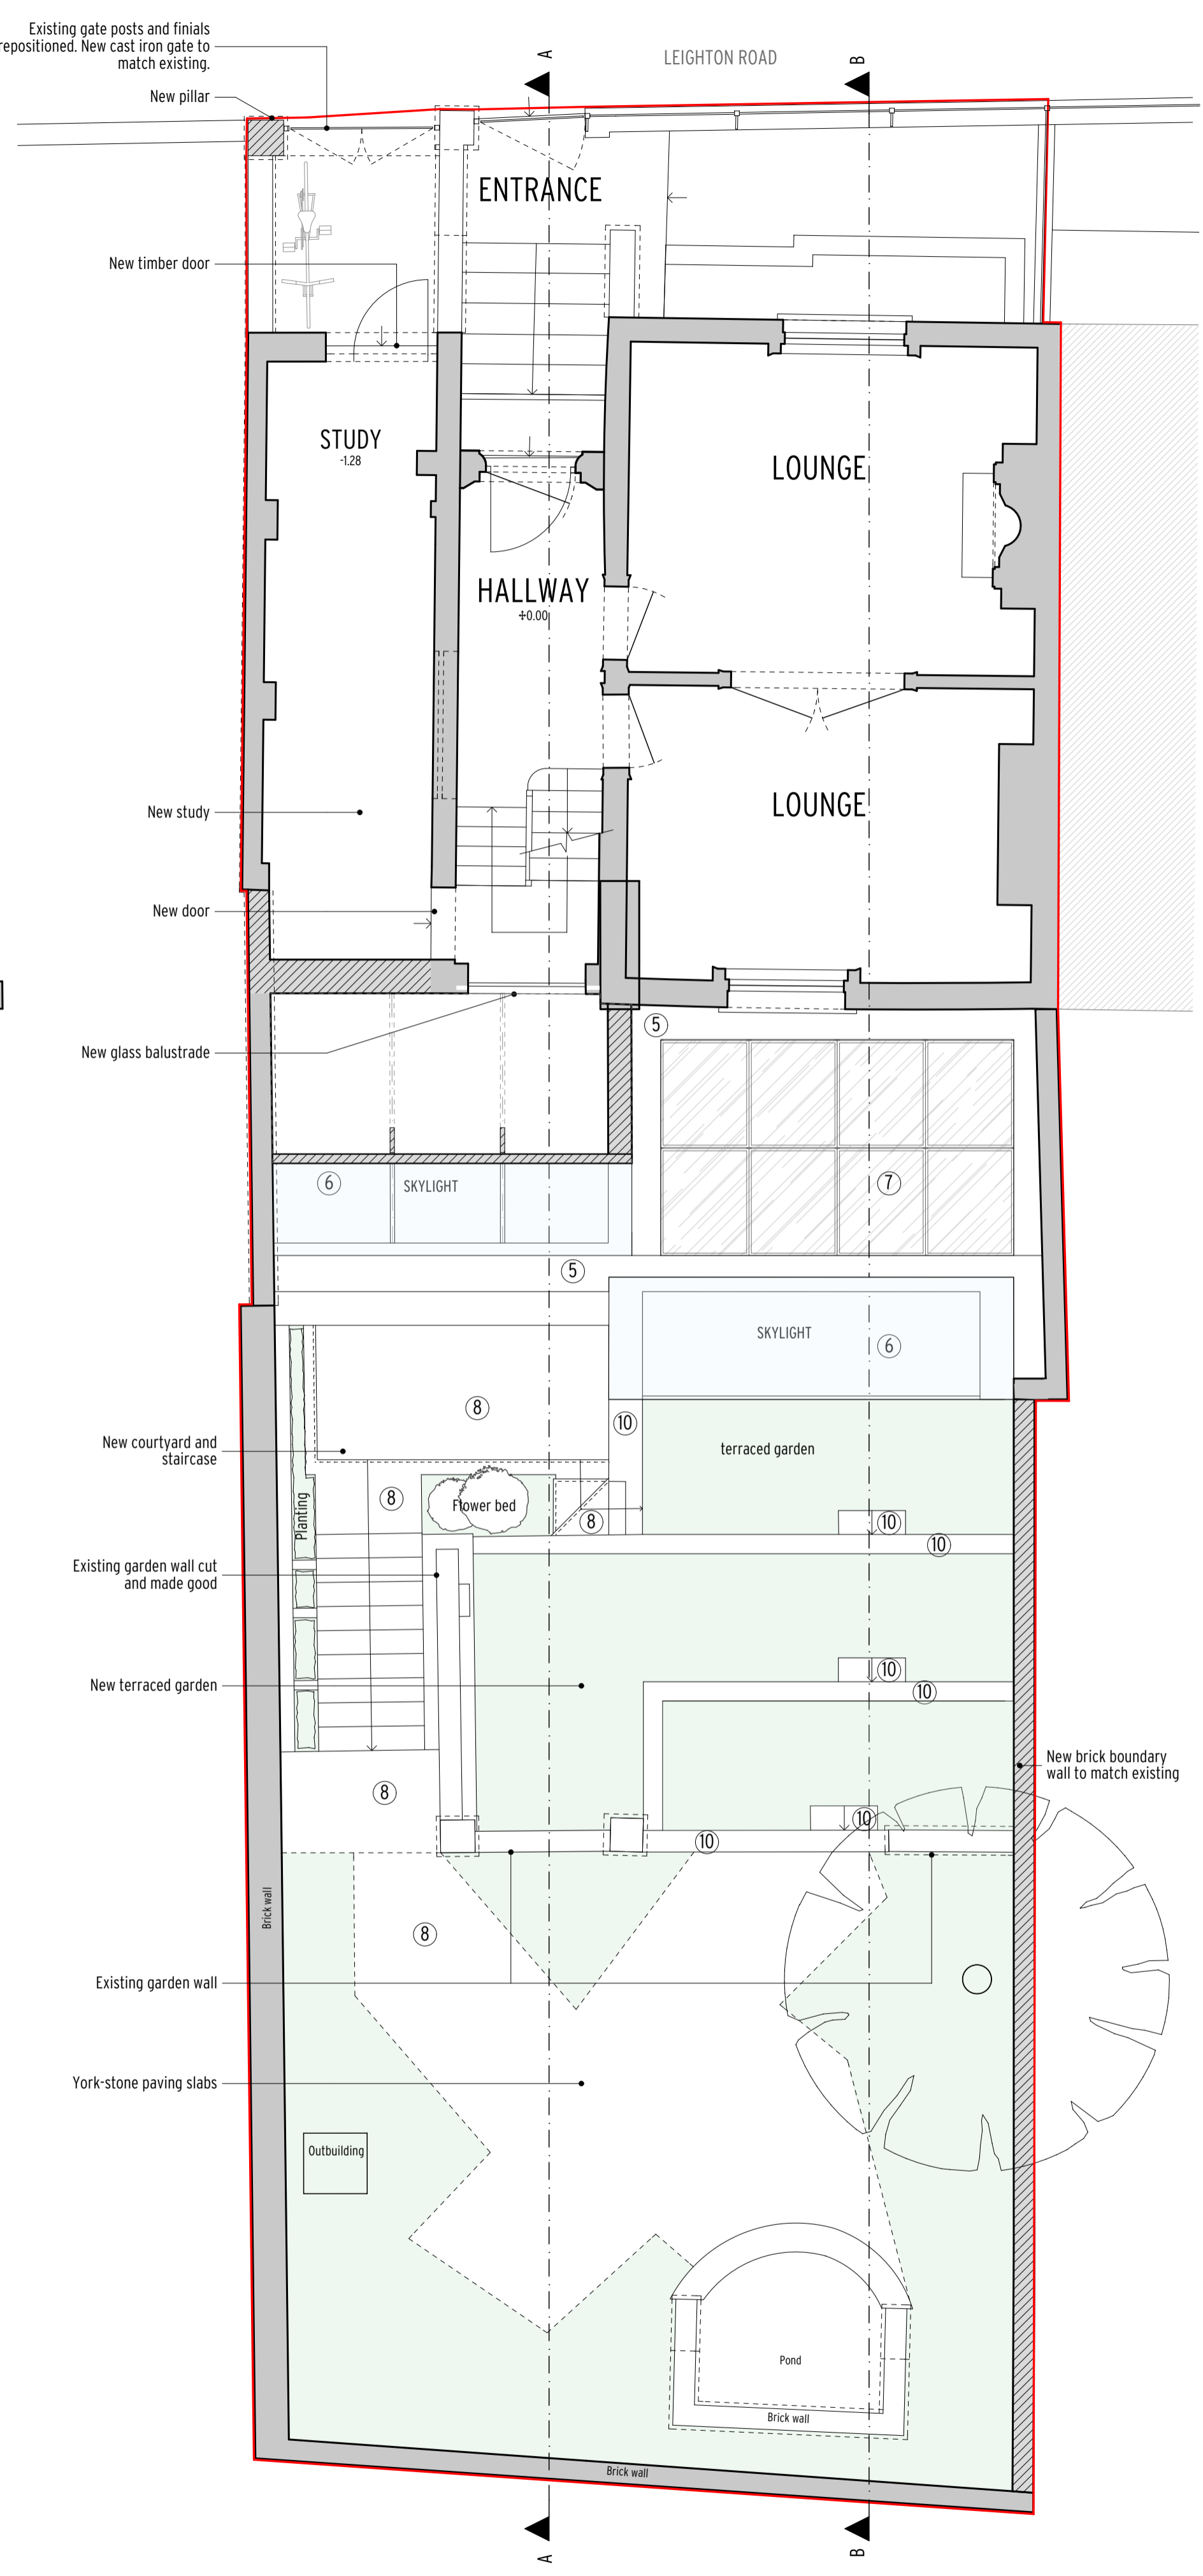 Existing gate posts and finials
repositioned. New cast iron gate to
match existing.
A
B
LEIGHTON ROAD
New pillar
ENTRANCE
New timber door
STUDY
-1.28
LOUNGE
HALLWAY
+0.00
LOUNGE
New study
New door
5
New glass balustrade
6
SKYLIGHT
7
5
SKYLIGHT
6
8
10
New courtyard and
staircase
terraced garden
8
Flower bed
Planting
8
10
10
Existing garden wall cut
and made good
10
New terraced garden
10
New brick boundary
wall to match existing
8
10
10
Brick wall
8
Existing garden wall
York-stone paving slabs
Outbuilding
Pond
Brick wall
Brick wall
A
B